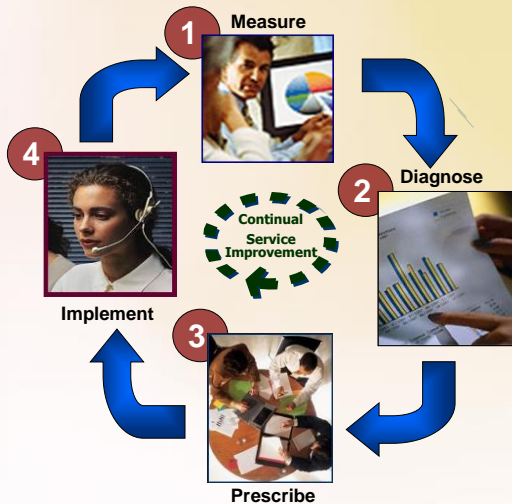 1
Measure
2
Diagnose
3
Prescribe
4
Implement
Continual
Service
Improvement